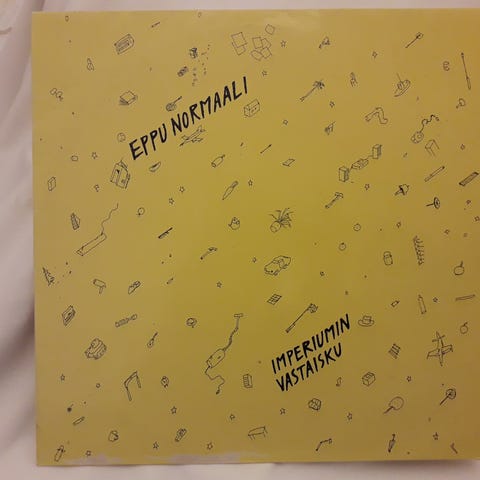 EPPU NORMAALI
IMPERIUMIN
VASTAISKU